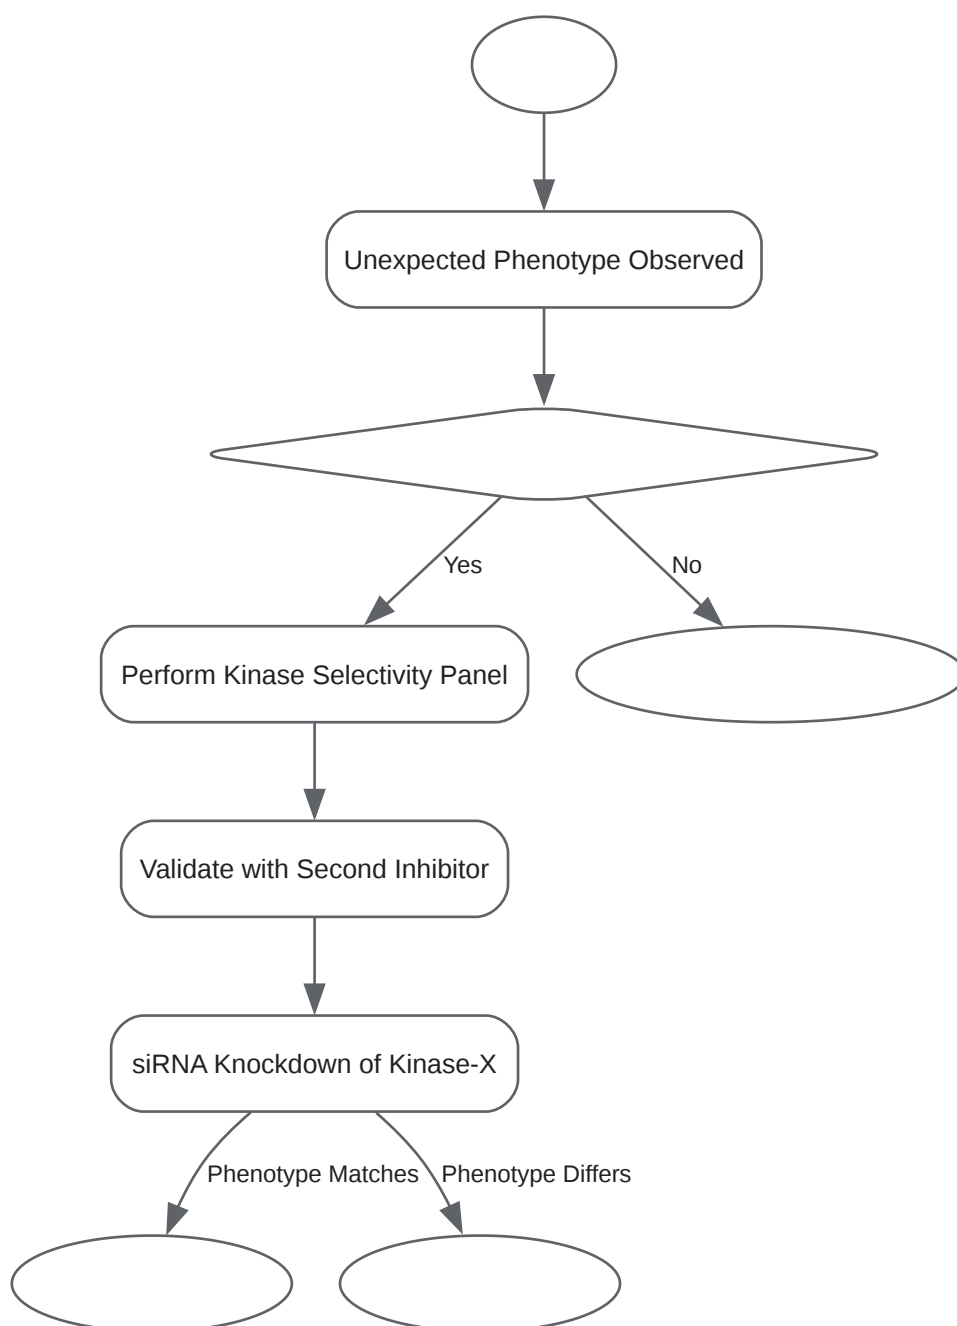 Unexpected Phenotype Observed
Yes
No
Perform Kinase Selectivity Panel
Validate with Second Inhibitor
siRNA Knockdown of Kinase-X
Phenotype Matches
Phenotype Differs